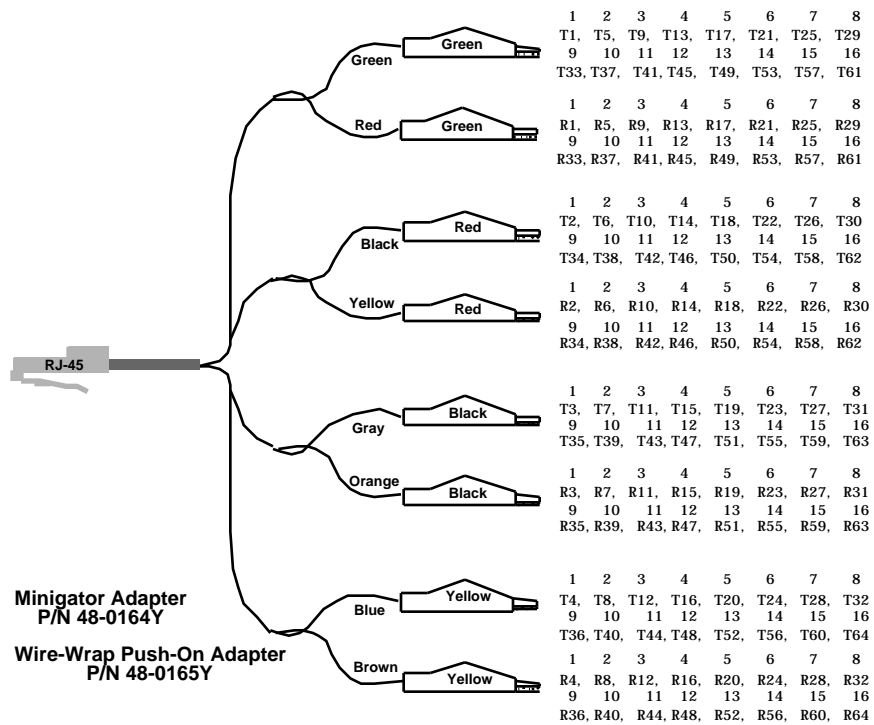 1 2 3 4 5 6 7 8
T1, T5, T9, T13, T17, T21, T25, T29
9 10 11 12 13 14 15 16
T33, T37, T41, T45, T49, T53, T57, T61
Green
Green
1 2 3 4 5 6 7 8
R1, R5, R9, R13, R17, R21, R25, R29
9 10 11 12 13 14 15 16
R33, R37, R41, R45, R49, R53, R57, R61
Red
Green
1 2 3 4 5 6 7 8
T2, T6, T10, T14, T18, T22, T26, T30
9 10 11 12 13 14 15 16
T34, T38, T42, T46, T50, T54, T58, T62
Black
Red
1 2 3 4 5 6 7 8
R2, R6, R10, R14, R18, R22, R26, R30
9 10 11 12 13 14 15 16
R34, R38, R42, R46, R50, R54, R58, R62
Yellow
Red
RJ-45
1 2 3 4 5 6 7 8
T3, T7, T11, T15, T19, T23, T27, T31
9 10 11 12 13 14 15 16
T35, T39, T43, T47, T51, T55, T59, T63
Gray
Black
1 2 3 4 5 6 7 8
R3, R7, R11, R15, R19, R23, R27, R31
9 10 11 12 13 14 15 16
R35, R39, R43, R47, R51, R55, R59, R63
Orange
Black
1 2 3 4 5 6 7 8
T4, T8, T12, T16, T20, T24, T28, T32
9 10 11 12 13 14 15 16
T36, T40, T44, T48, T52, T56, T60, T64
Blue
Yellow
1 2 3 4 5 6 7 8
R4, R8, R12, R16, R20, R24, R28, R32
9 10 11 12 13 14 15 16
R36, R40, R44, R48, R52, R56, R60, R64
Brown
Yellow
Minigator Adapter
P/N 48-0164Y
Wire-Wrap Push-On Adapter
P/N 48-0165Y